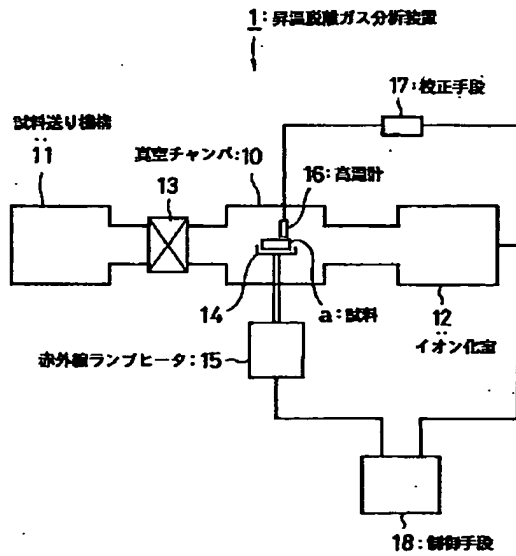 1:昇温脱離ガス分析装置
17:校正手段
試料送り機構
11
真空チャンバ:10
13
16:高温計
14
a:試料
12
イオン化室
赤外線ランプヒータ:15
18:制御手段